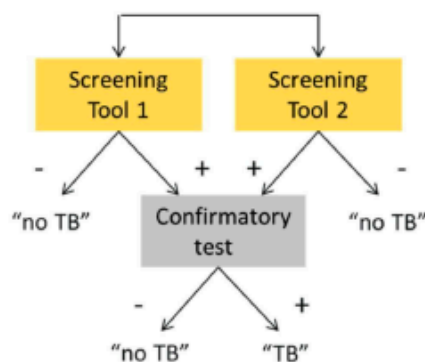 Screening
Tool 1
Screening
Tool 2
-
+
+
-
“no TB”
Confirmatory
test
“no TB”
-
+
“no TB”
“TB”